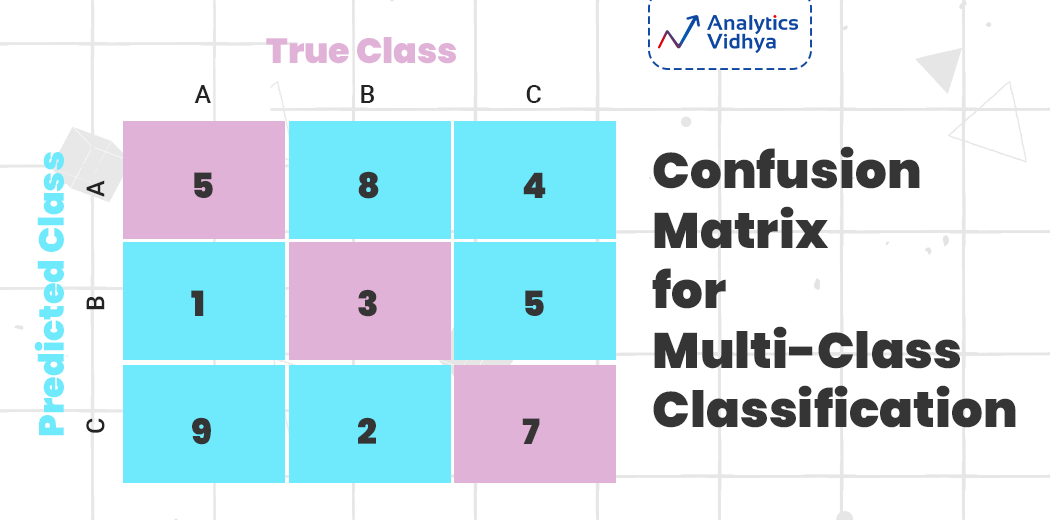 Analytics
Vidhya
True Class
A B C
Predicted Class
A 5 8 4
B 1 3 5
C 9 2 7
Confusion
Matrix
for
Multi-Class
Classification